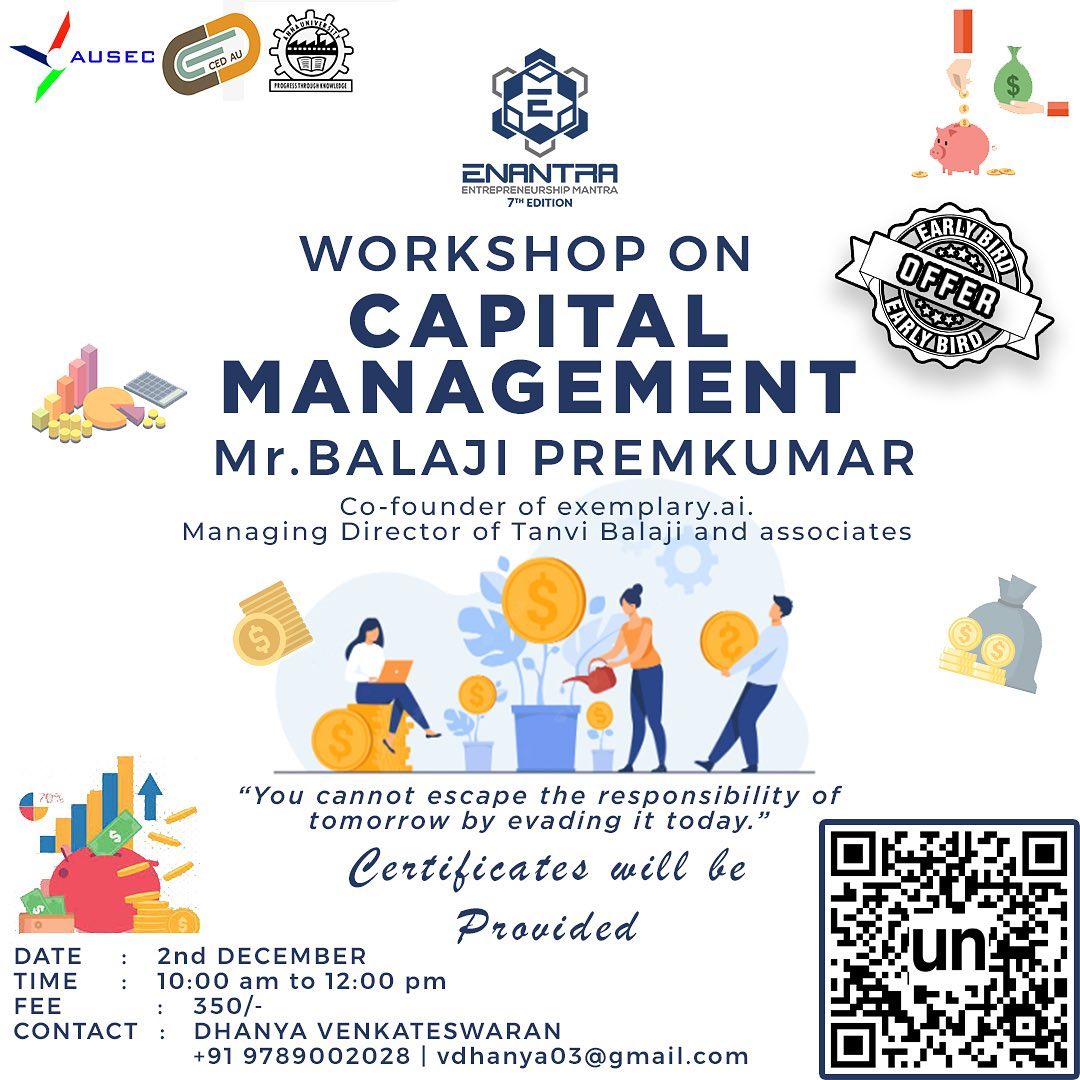 AUSEC
CED AU
ANNA UNIVERSITY
PROGRESS THROUGH KNOWLEDGE
E
ENANTRA
ENTREPRENEURSHIP MANTRA
7TH EDITION
WORKSHOP ON
EARLY BIRD
OFFER
EARLY BIRD
CAPITAL
MANAGEMENT
Mr.BALAJI PREMKUMAR
Co-founder of exemplary.ai.
Managing Director of Tanvi Balaji and associates
70%
“You cannot escape the responsibility of
tomorrow by evading it today.”
Certificates will be
Provided
un
DATE : 2nd DECEMBER
TIME : 10:00 am to 12:00 pm
FEE : 350/-
CONTACT : DHANYA VENKATESWARAN
+91 9789002028 | vdhanya03@gmail.com